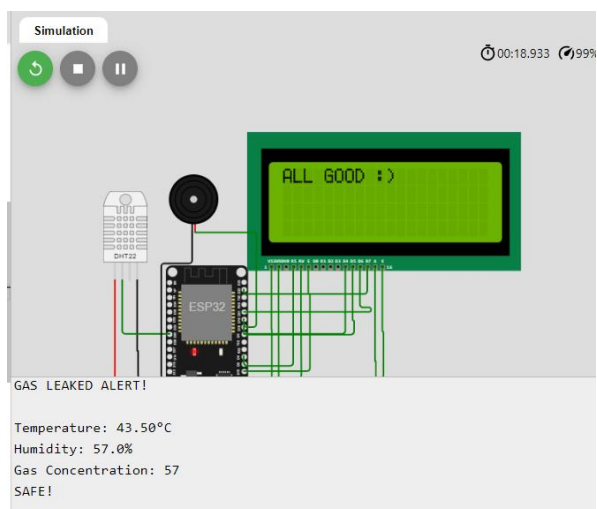 Simulation
00:18.933 99%
ALL GOOD :)
DHT22
ESP32
GAS LEAKED ALERT!
Temperature: 43.50°C
Humidity: 57.0%
Gas Concentration: 57
SAFE!